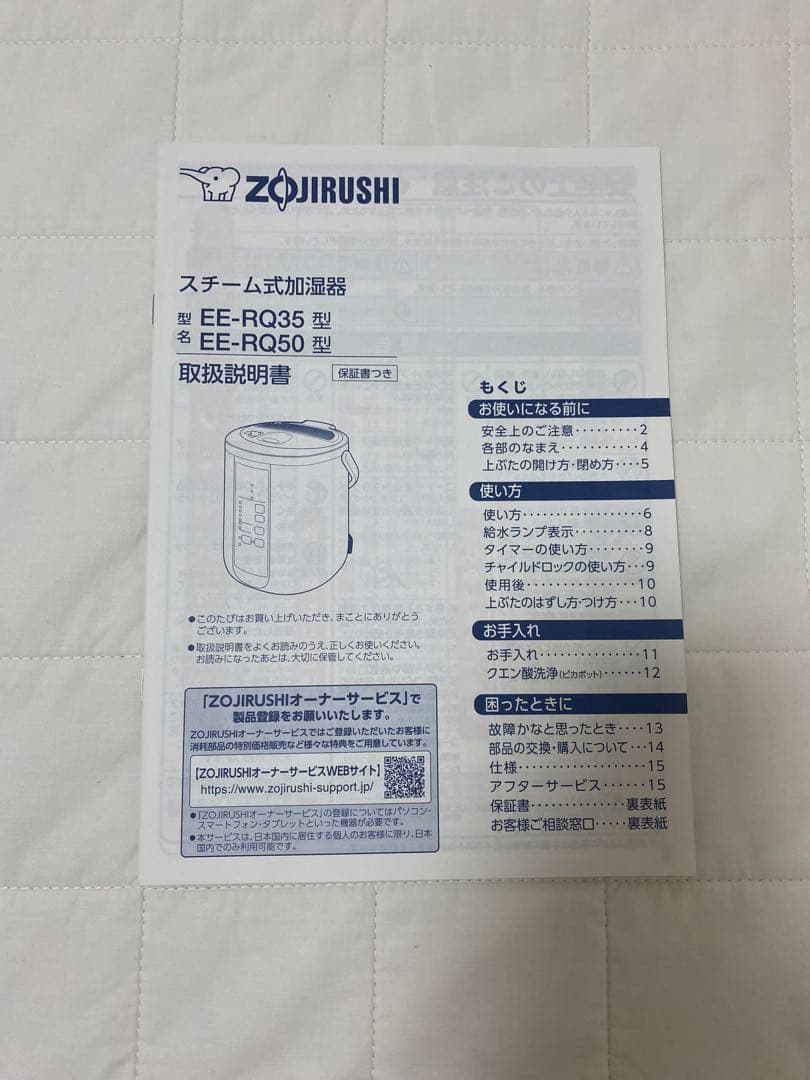 ZOJIRUSHI
スチーム式加湿器
型名 EE-RQ35 型
EE-RQ50 型
取扱説明書 保証書つき
●このたびはお買い上げいただき、まことにありがとう
ございます。
●取扱説明書をよくお読みのうえ、正しくお使いください。
お読みになったあとは、大切に保管してください。
「ZOJIRUSHIオーナーサービス」で
製品登録をお願いいたします。
ZOJIRUSHIオーナーサービスではご登録いただいたお客様に
消耗部品の特別価格販売など様々な特典をご用意しています。
【ZOJIRUSHIオーナーサービスWEBサイト】
https://www.zojirushi-support.jp/
●「ZOJIRUSHIオーナーサービス」の登録についてはパソコン・
スマートフォン・タブレットといった機器が必要です。
●本サービスは、日本国内に居住する個人のお客様に限り、日本
国内でのみ利用可能です。
もくじ
お使いになる前に
安全上のご注意・・・・・・・・・2
各部のなまえ・・・・・・・・・・・4
上ぶたの開け方・閉め方・・・・5
使い方
使い方・・・・・・・・・・・・・・・・・・6
給水ランプ表示・・・・・・・・・・8
タイマーの使い方・・・・・・・・9
チャイルドロックの使い方・・・9
使用後・・・・・・・・・・・・・・・・10
上ぶたのはずし方・つけ方・・・10
お手入れ
お手入れ・・・・・・・・・・・・・・11
クエン酸洗浄(ピカポット)・・・・・・12
困ったときに
故障かなと思ったとき・・・・13
部品の交換・購入について・・・14
仕様・・・・・・・・・・・・・・・・・・15
アフターサービス・・・・・・15
保証書・・・・・・・・・・・・裏表紙
お客様ご相談窓口・・・・・裏表紙